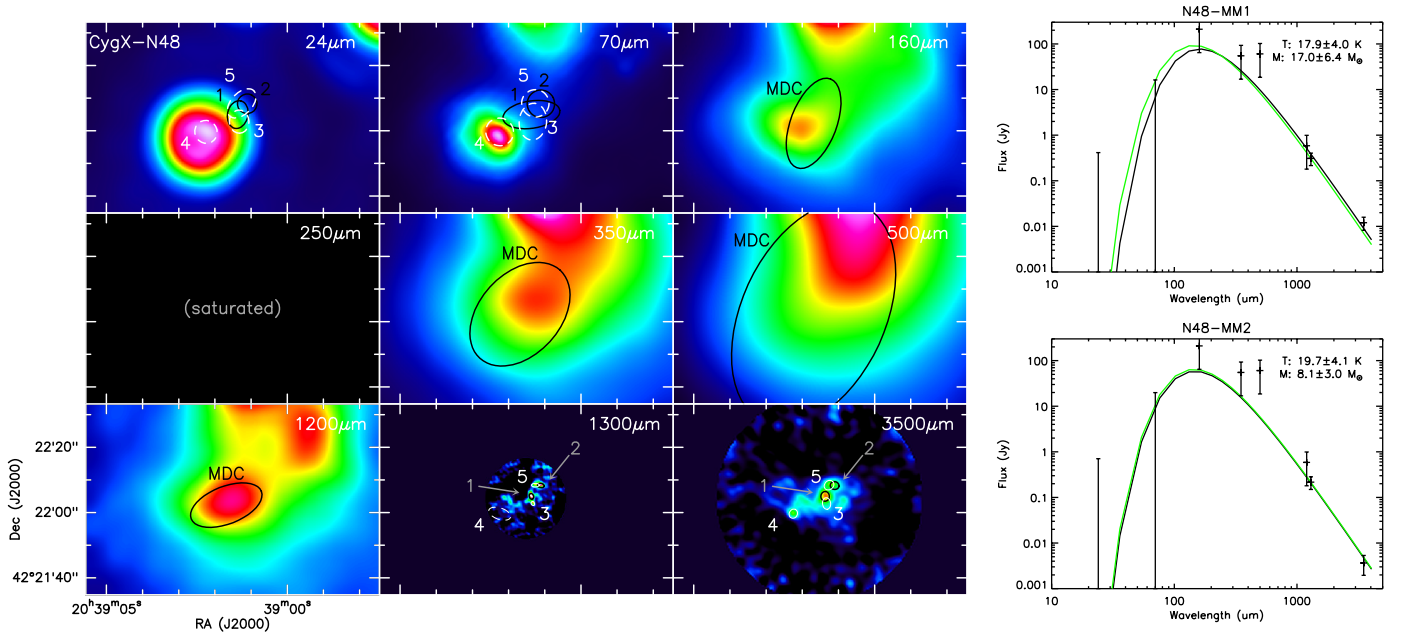 CygX-N48 24μm
5
1 2
3
4
70μm
5
2
1
3
4
160μm
MDC
250μm
(saturated)
350μm
MDC
500μm
MDC
1200μm
MDC
1300μm
2
5
1
4 3
3500μm
2
5
1
4 3
22'20"
22'00"
42°21'40"
Dec (J2000)
20ʰ39ᵐ05ˢ 39ᵐ00ˢ
RA (J2000)
N48-MM1
T: 17.9±4.0 K
M: 17.0±6.4 M⊙
100
10
1
0.1
0.01
0.001
Flux (Jy)
10 100 1000
Wavelength (um)
N48-MM2
T: 19.7±4.1 K
M: 8.1±3.0 M⊙
100
10
1
0.1
0.01
0.001
Flux (Jy)
10 100 1000
Wavelength (um)